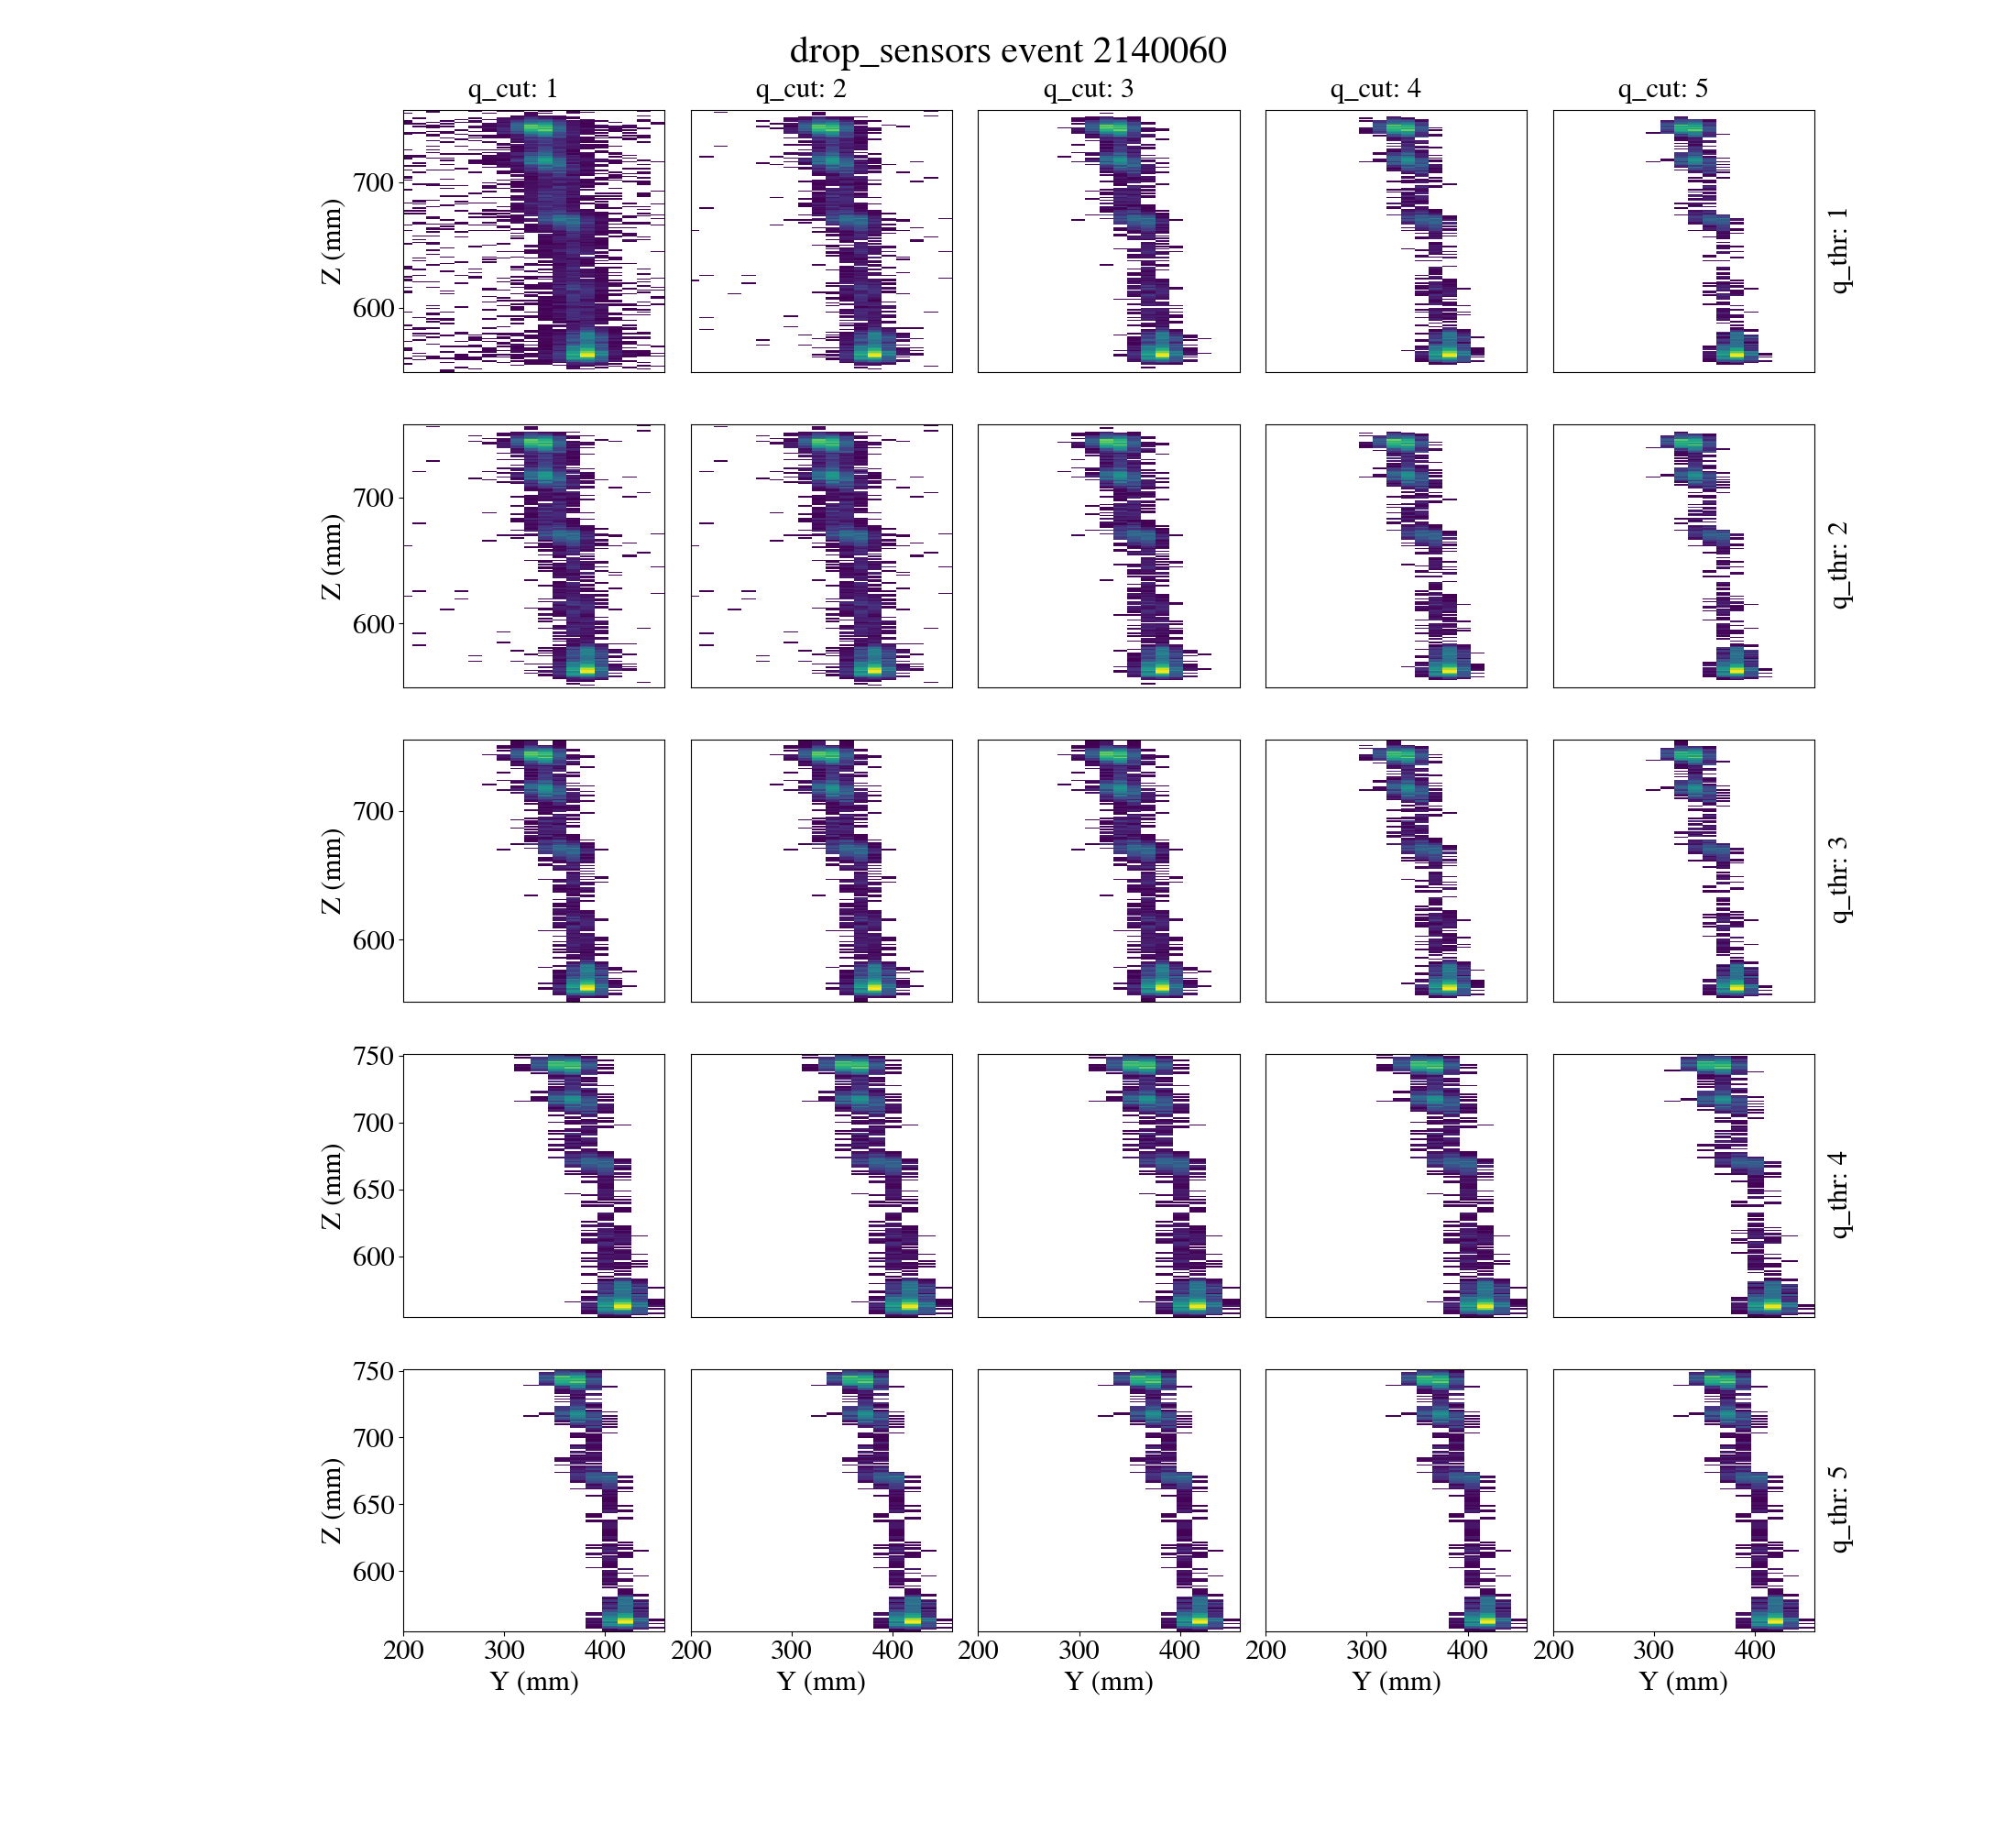 drop_sensors event 2140060
q_cut: 1 q_cut: 2 q_cut: 3 q_cut: 4 q_cut: 5
700
600
Z (mm)
q_thr: 1
700
600
Z (mm)
q_thr: 2
700
600
Z (mm)
q_thr: 3
750
700
650
600
Z (mm)
q_thr: 4
750
700
650
600
Z (mm)
q_thr: 5
200 300 400 200 300 400 200 300 400 200 300 400 200 300 400
Y (mm) Y (mm) Y (mm) Y (mm) Y (mm)